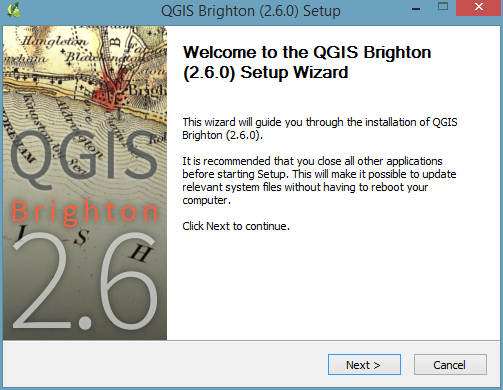 QGIS Brighton (2.6.0) Setup
Welcome to the QGIS Brighton
(2.6.0) Setup Wizard
This wizard will guide you through the installation of QGIS
Brighton (2.6.0).
It is recommended that you close all other applications
before starting Setup. This will make it possible to update
relevant system files without having to reboot your
computer.
Click Next to continue.
Hangleton
QGIS
Brighton
I S H
2.6
Next >
Cancel